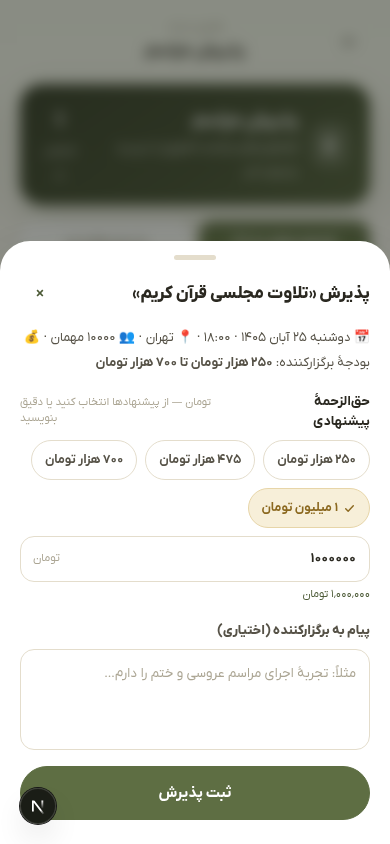 پذیرش «تلاوت مجلسی قرآن کریم»
×
📅 دوشنبه ۲۵ آبان ۱۴۰۵ · ۱۸:۰۰ · 📍 تهران · 👥 ۱۰۰۰۰ مهمان · 💰
بودجهٔ برگزارکننده: ۲۵۰ هزار تومان تا ۷۰۰ هزار تومان
حق‌الزحمهٔ پیشنهادی
تومان — از پیشنهادها انتخاب کنید یا دقیق بنویسید
۲۵۰ هزار تومان
۴۷۵ هزار تومان
۷۰۰ هزار تومان
✓ ۱ میلیون تومان
۱۰۰۰۰۰۰
تومان
۱,۰۰۰,۰۰۰ تومان
پیام به برگزارکننده (اختیاری)
مثلاً: تجربهٔ اجرای مراسم عروسی و ختم را دارم...
ثبت پذیرش
N